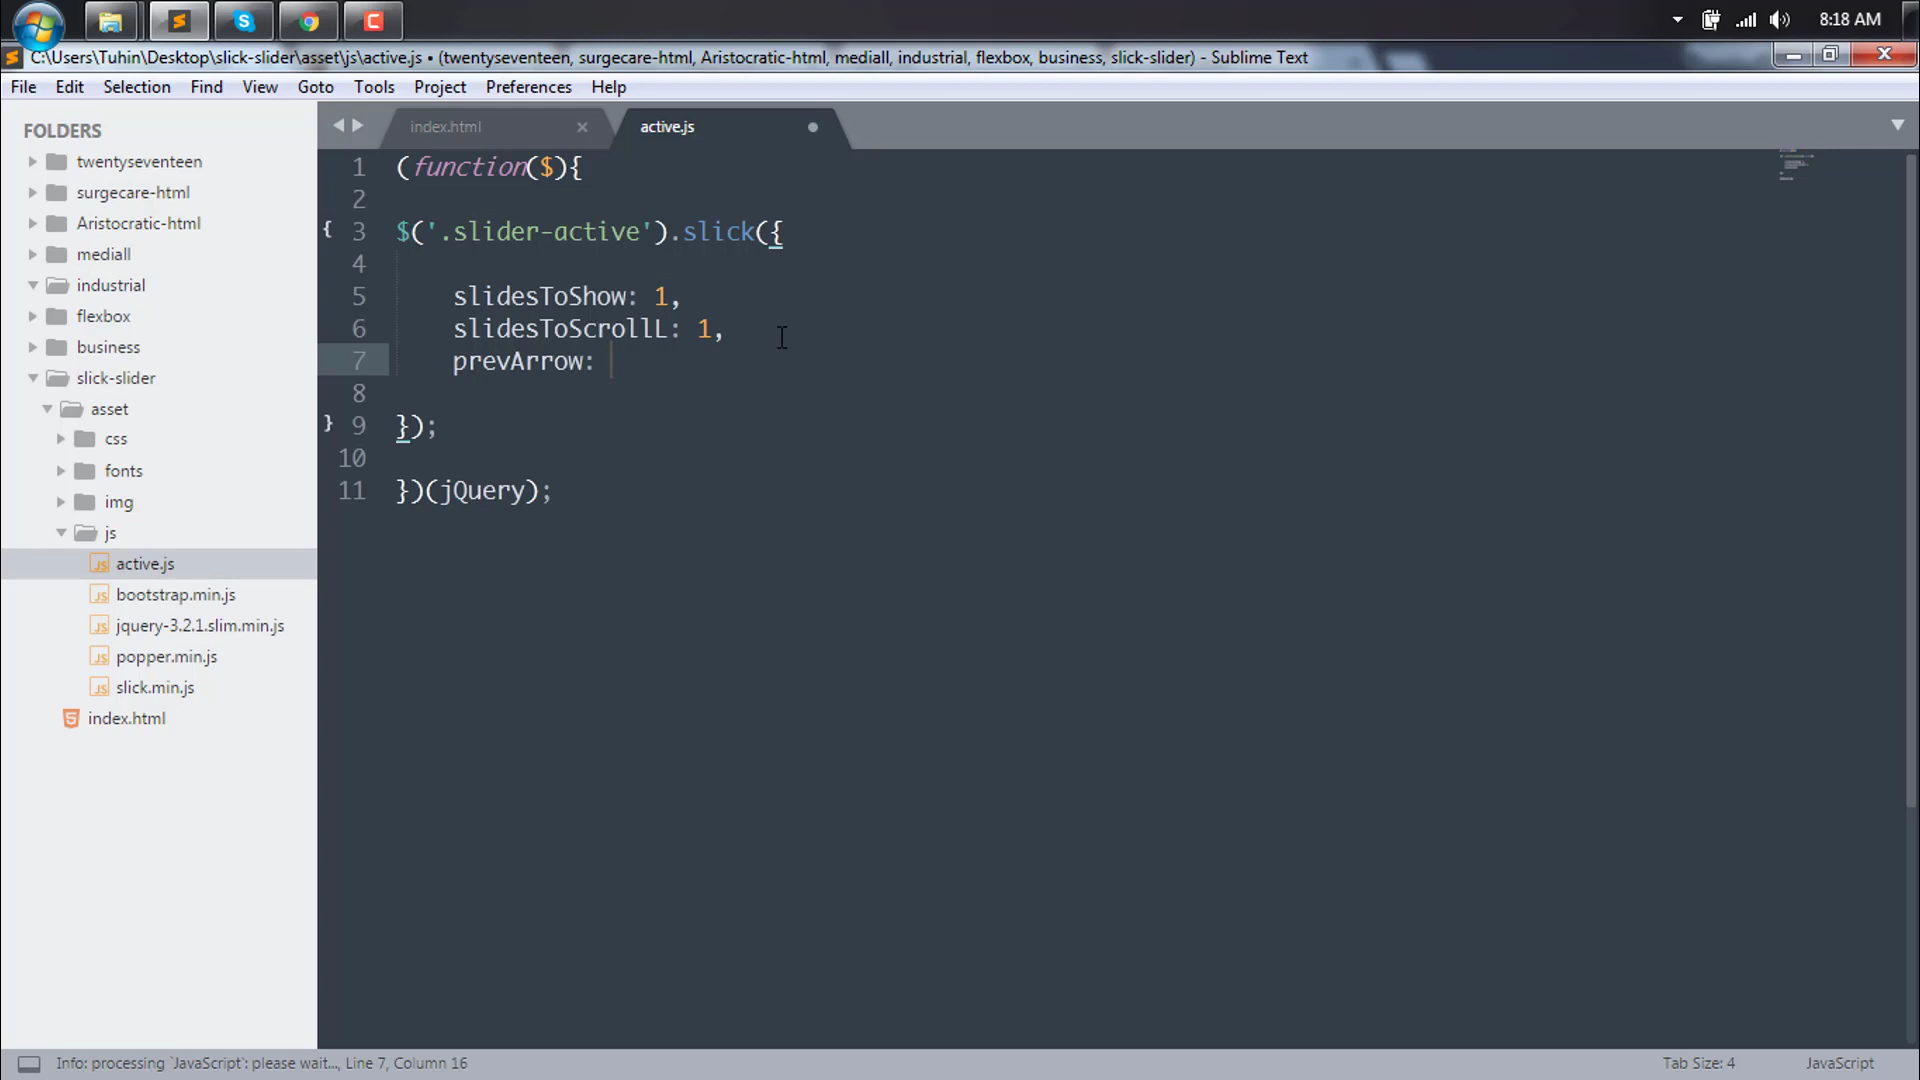 8:18 AM
C:\Users\Tuhin\Desktop\slick-slider\asset\js\active.js • (twentyseventeen, surgecare-html, Aristocratic-html, mediall, industrial, flexbox, business, slick-slider) - Sublime Text
File Edit Selection Find View Goto Tools Project Preferences Help
FOLDERS
twentyseventeen
surgecare-html
Aristocratic-html
mediall
industrial
flexbox
business
slick-slider
asset
css
fonts
img
js
active.js
bootstrap.min.js
jquery-3.2.1.slim.min.js
popper.min.js
slick.min.js
index.html
index.html active.js
1 (function($){
2
3 $('.slider-active').slick({
4
5 slidesToShow: 1,
6 slidesToScrollL: 1,
7 prevArrow:
8
9 });
10
11 })(jQuery);
Info: processing `JavaScript`: please wait..., Line 7, Column 16
Tab Size: 4 JavaScript